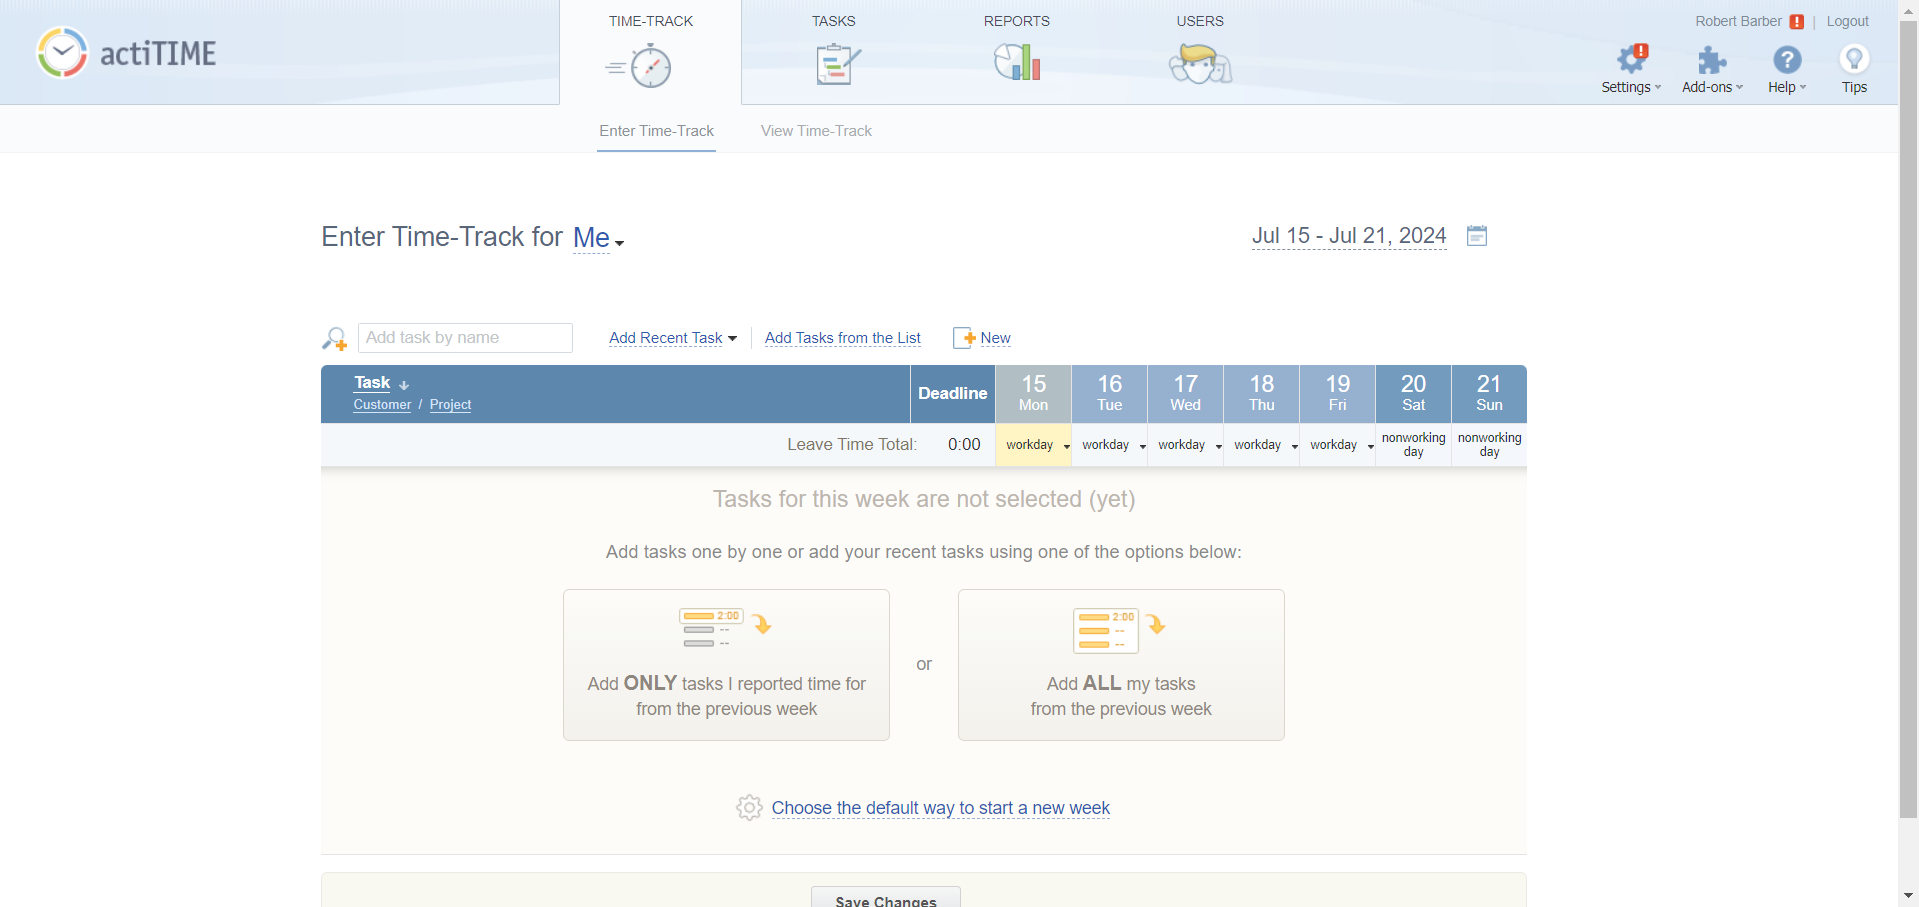 TIME-TRACK
TASKS
REPORTS
USERS
Robert Barber
Logout
actiTIME
Settings
Add-ons
Help
Tips
Enter Time-Track
View Time-Track
Enter Time-Track for Me
Jul 15 - Jul 21, 2024
Add task by name
Add Recent Task
Add Tasks from the List
New
Task
Customer / Project
Deadline
15
Mon
16
Tue
17
Wed
18
Thu
19
Fri
20
Sat
21
Sun
Leave Time Total: 0:00
workday
workday
workday
workday
workday
nonworking
day
nonworking
day
Tasks for this week are not selected (yet)
Add tasks one by one or add your recent tasks using one of the options below:
2:00
Add ONLY tasks I reported time for
from the previous week
or
2:00
Add ALL my tasks
from the previous week
Choose the default way to start a new week
Save Changes